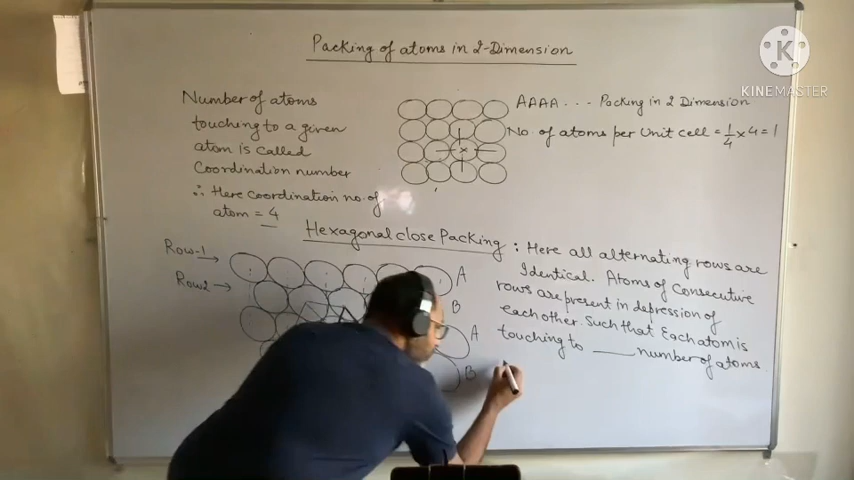 Packing of atoms in 2-Dimension
K
KINEMASTER
Number of atoms
touching to a given
atom is called
Coordination number
∴ Here coordination no. of
atom = 4
AAAA ... Packing in 2 Dimension
No. of atoms per Unit cell = 1/4 x 4 = 1
x
Hexagonal close Packing : Here all alternating rows are
Identical. Atoms of Consecutive
rows are present in depression of
each other. Such that Each atom is
touching to ___ number of atoms
Row-1
Row2
A
B
A
B